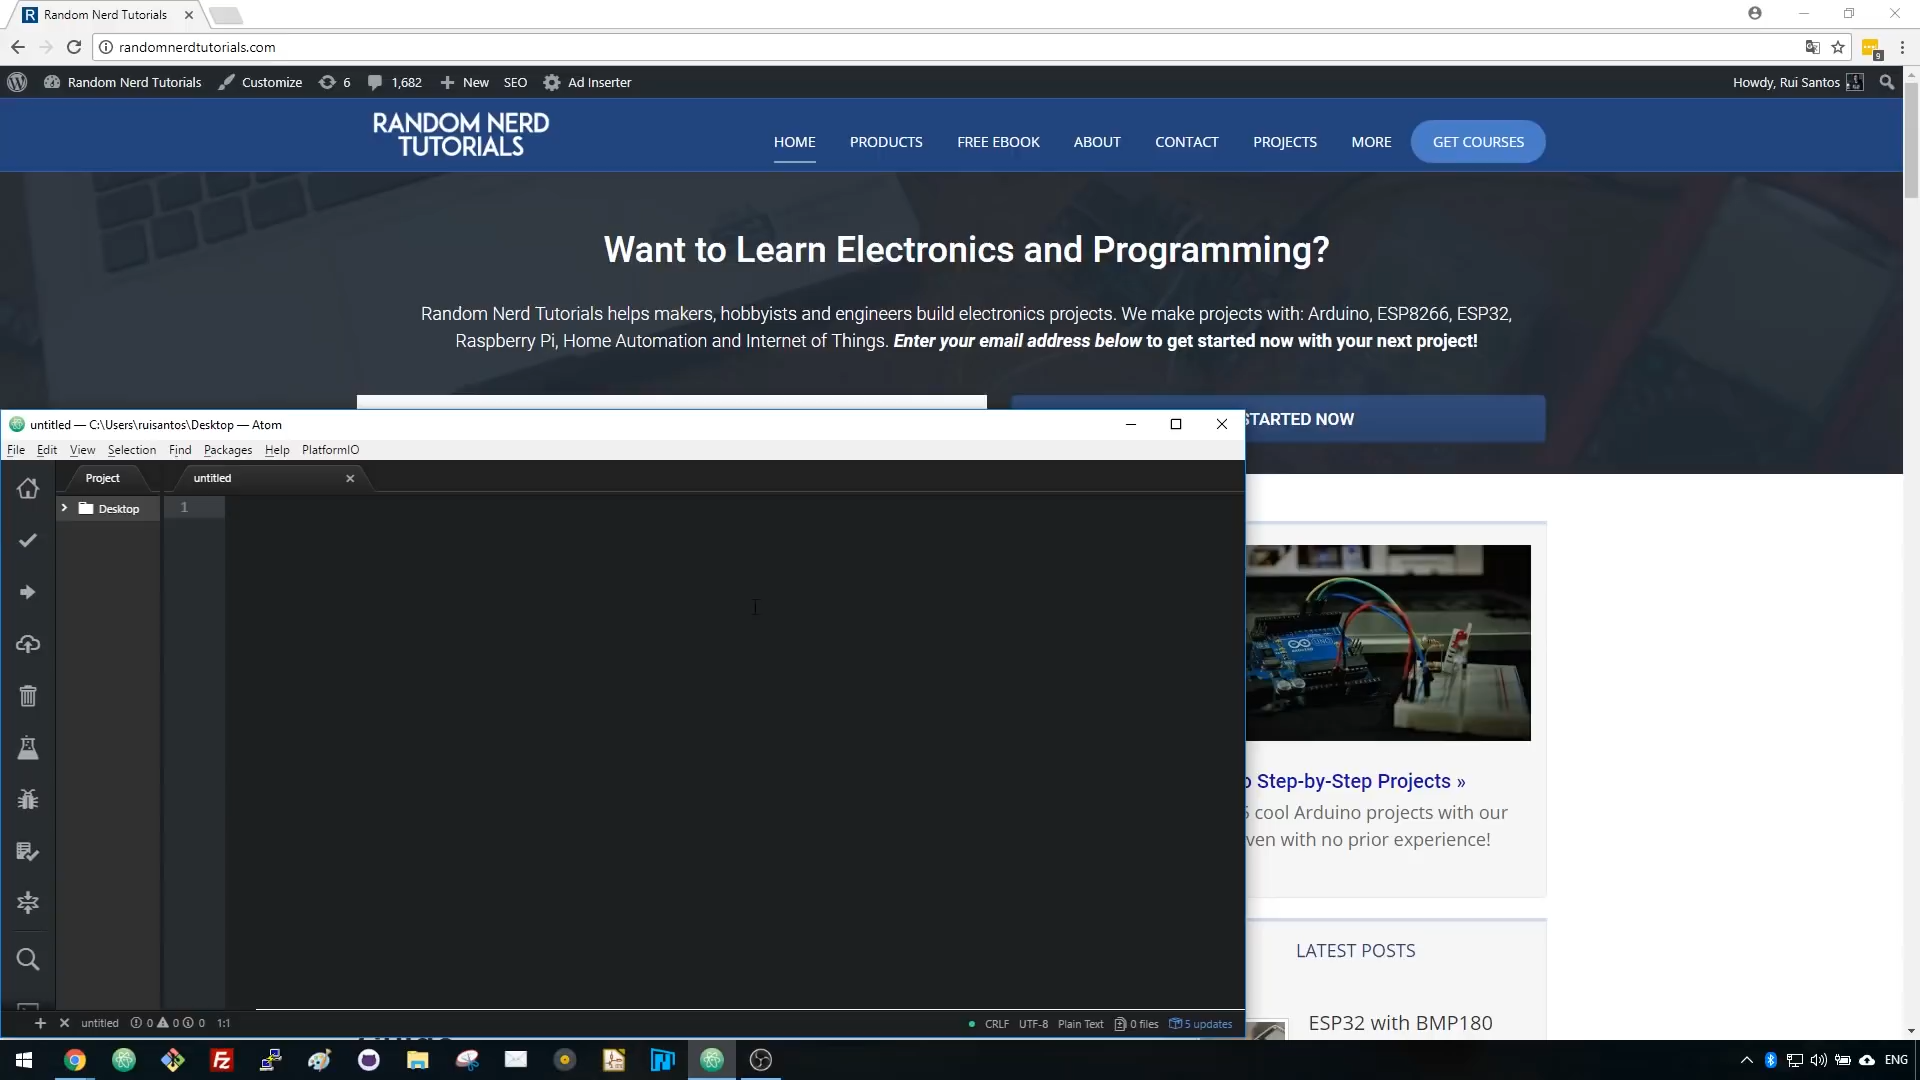 Random Nerd Tutorials
randomnerdtutorials.com
9
Random Nerd Tutorials
Customize
6
1,682
New
SEO
Ad Inserter
Howdy, Rui Santos
RANDOM NERD
TUTORIALS
HOME
PRODUCTS
FREE EBOOK
ABOUT
CONTACT
PROJECTS
MORE
GET COURSES
Want to Learn Electronics and Programming?
Random Nerd Tutorials helps makers, hobbyists and engineers build electronics projects. We make projects with: Arduino, ESP8266, ESP32,
Raspberry Pi, Home Automation and Internet of Things. Enter your email address below to get started now with your next project!
STARTED NOW
untitled — C:\Users\ruisantos\Desktop — Atom
File
Edit
View
Selection
Find
Packages
Help
PlatformIO
Project
untitled
Desktop
1
o Step-by-Step Projects »
5 cool Arduino projects with our
ven with no prior experience!
LATEST POSTS
ESP32 with BMP180
untitled
0
0
0
1:1
CRLF
UTF-8
Plain Text
0 files
5 updates
ENG